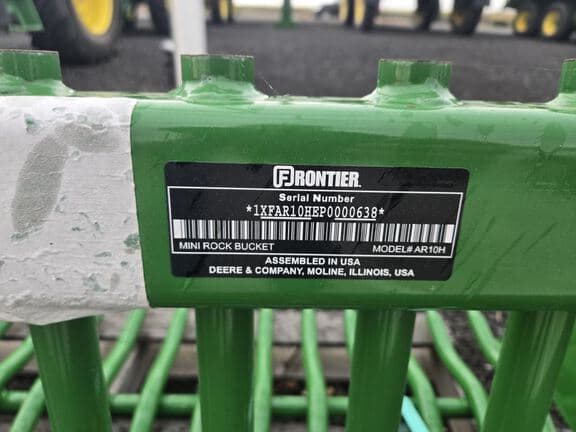 FRONTIER
Serial Number
*1XFAR10HEP0000638*
MINI ROCK BUCKET MODEL# AR10H
ASSEMBLED IN USA
DEERE & COMPANY, MOLINE, ILLINOIS, USA